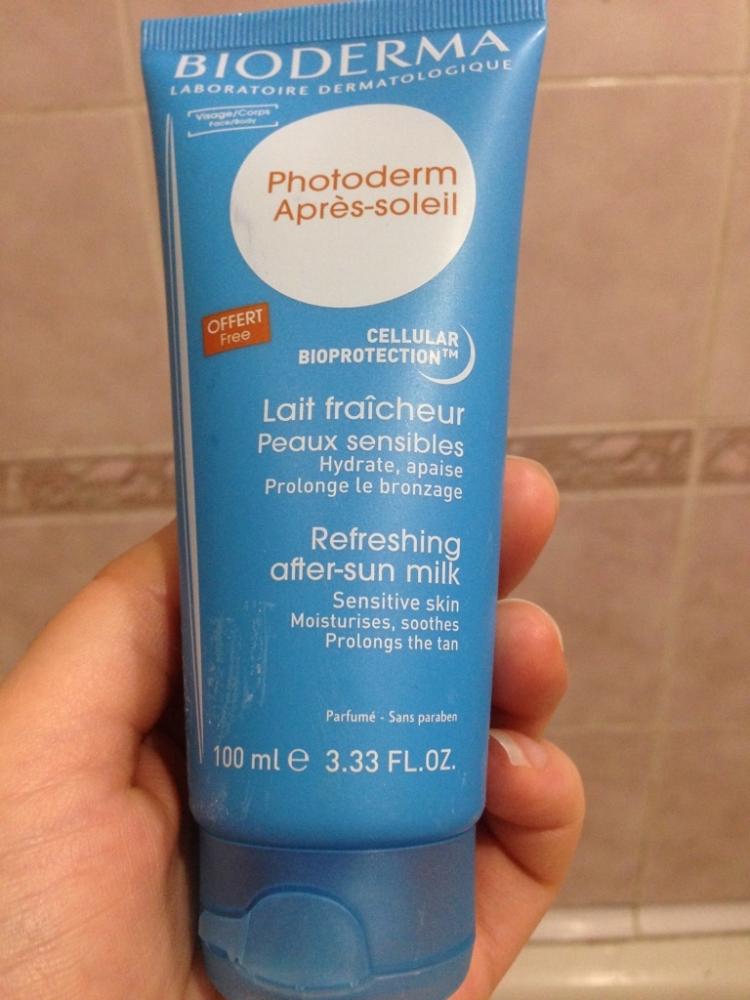 BIODERMA
LABORATOIRE DERMATOLOGIQUE
Visage/Corps
Face/Body
Photoderm
Après-soleil
OFFERT
Free
CELLULAR
BIOPROTECTION™
Lait fraîcheur
Peaux sensibles
Hydrate, apaise
Prolonge le bronzage
Refreshing
after-sun milk
Sensitive skin
Moisturises, soothes
Prolongs the tan
Parfumé - Sans paraben
100 ml e 3.33 FL.OZ.